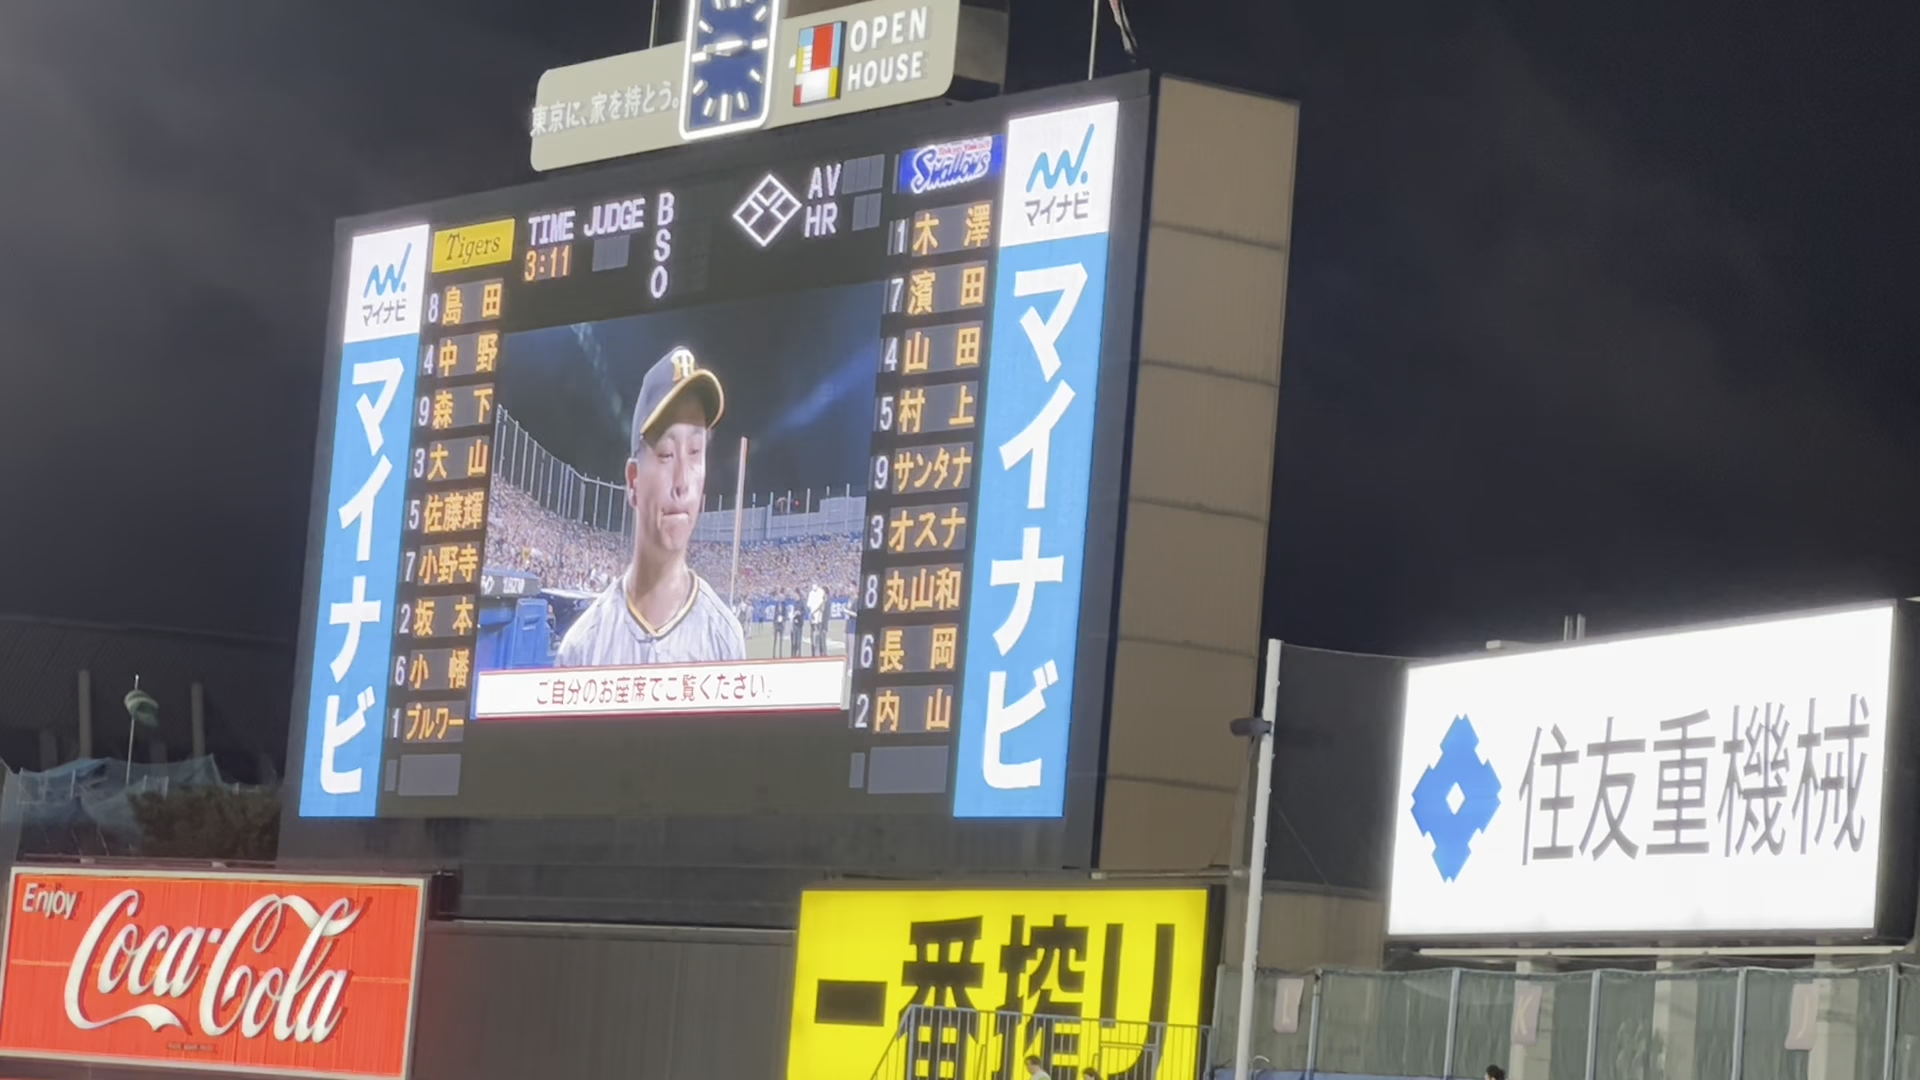 東京に、家を持とう。
OPEN
HOUSE
マイナビ
マイナビ
Tigers
TIME JUDGE
3:11
B
S
O
AV
HR
Tokyo Yakult
Swallows
マイナビ
マイナビ
8 島田
4 中野
9 森下
3 大山
5 佐藤輝
7 小野寺
2 坂本
6 小幡
1 ブルワー
1 木澤
7 濱田
4 山田
5 村上
9 サンタナ
3 オスナ
8 丸山和
6 長岡
2 内山
ご自分のお座席でご覧ください。
Enjoy
Coca-Cola
一番搾り
住友重機械